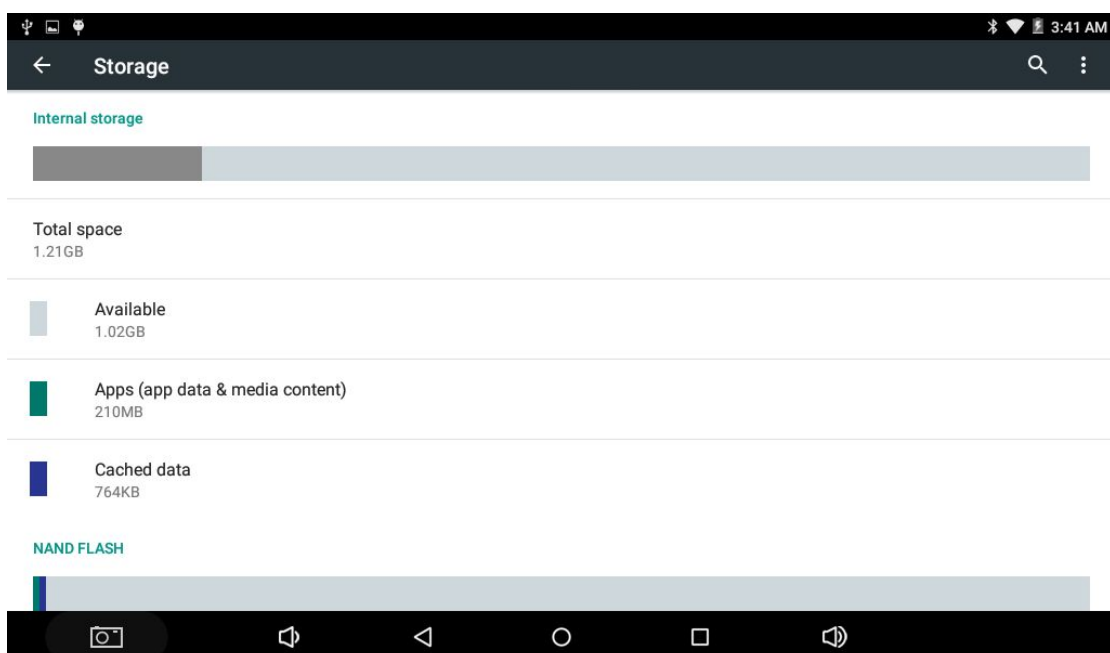 3:41 AM
Storage
Internal storage
Total space
1.21GB
Available
1.02GB
Apps (app data & media content)
210MB
Cached data
764KB
NAND FLASH